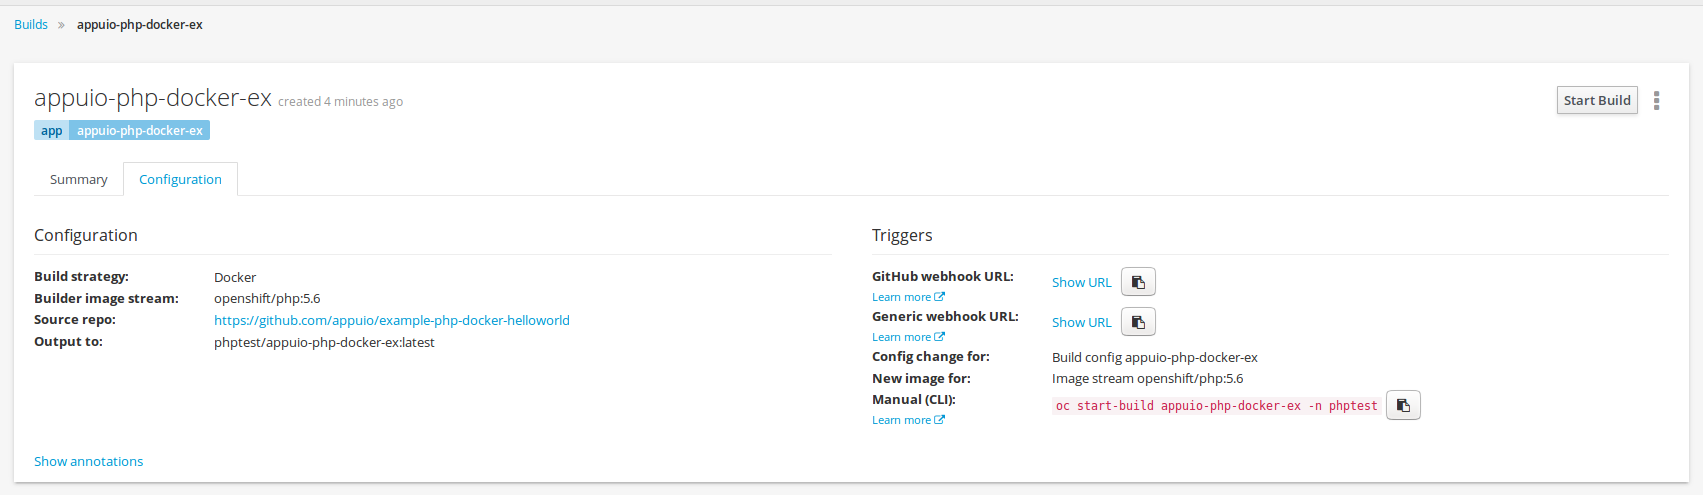 Builds » appuio-php-docker-ex
appuio-php-docker-ex created 4 minutes ago
Start Build
app appuio-php-docker-ex
Summary Configuration
Configuration
Build strategy: Docker
Builder image stream: openshift/php:5.6
Source repo: https://github.com/appuio/example-php-docker-helloworld
Output to: phptest/appuio-php-docker-ex:latest
Triggers
GitHub webhook URL: Show URL
Learn more
Generic webhook URL: Show URL
Learn more
Config change for: Build config appuio-php-docker-ex
New image for: Image stream openshift/php:5.6
Manual (CLI): oc start-build appuio-php-docker-ex -n phptest
Learn more
Show annotations